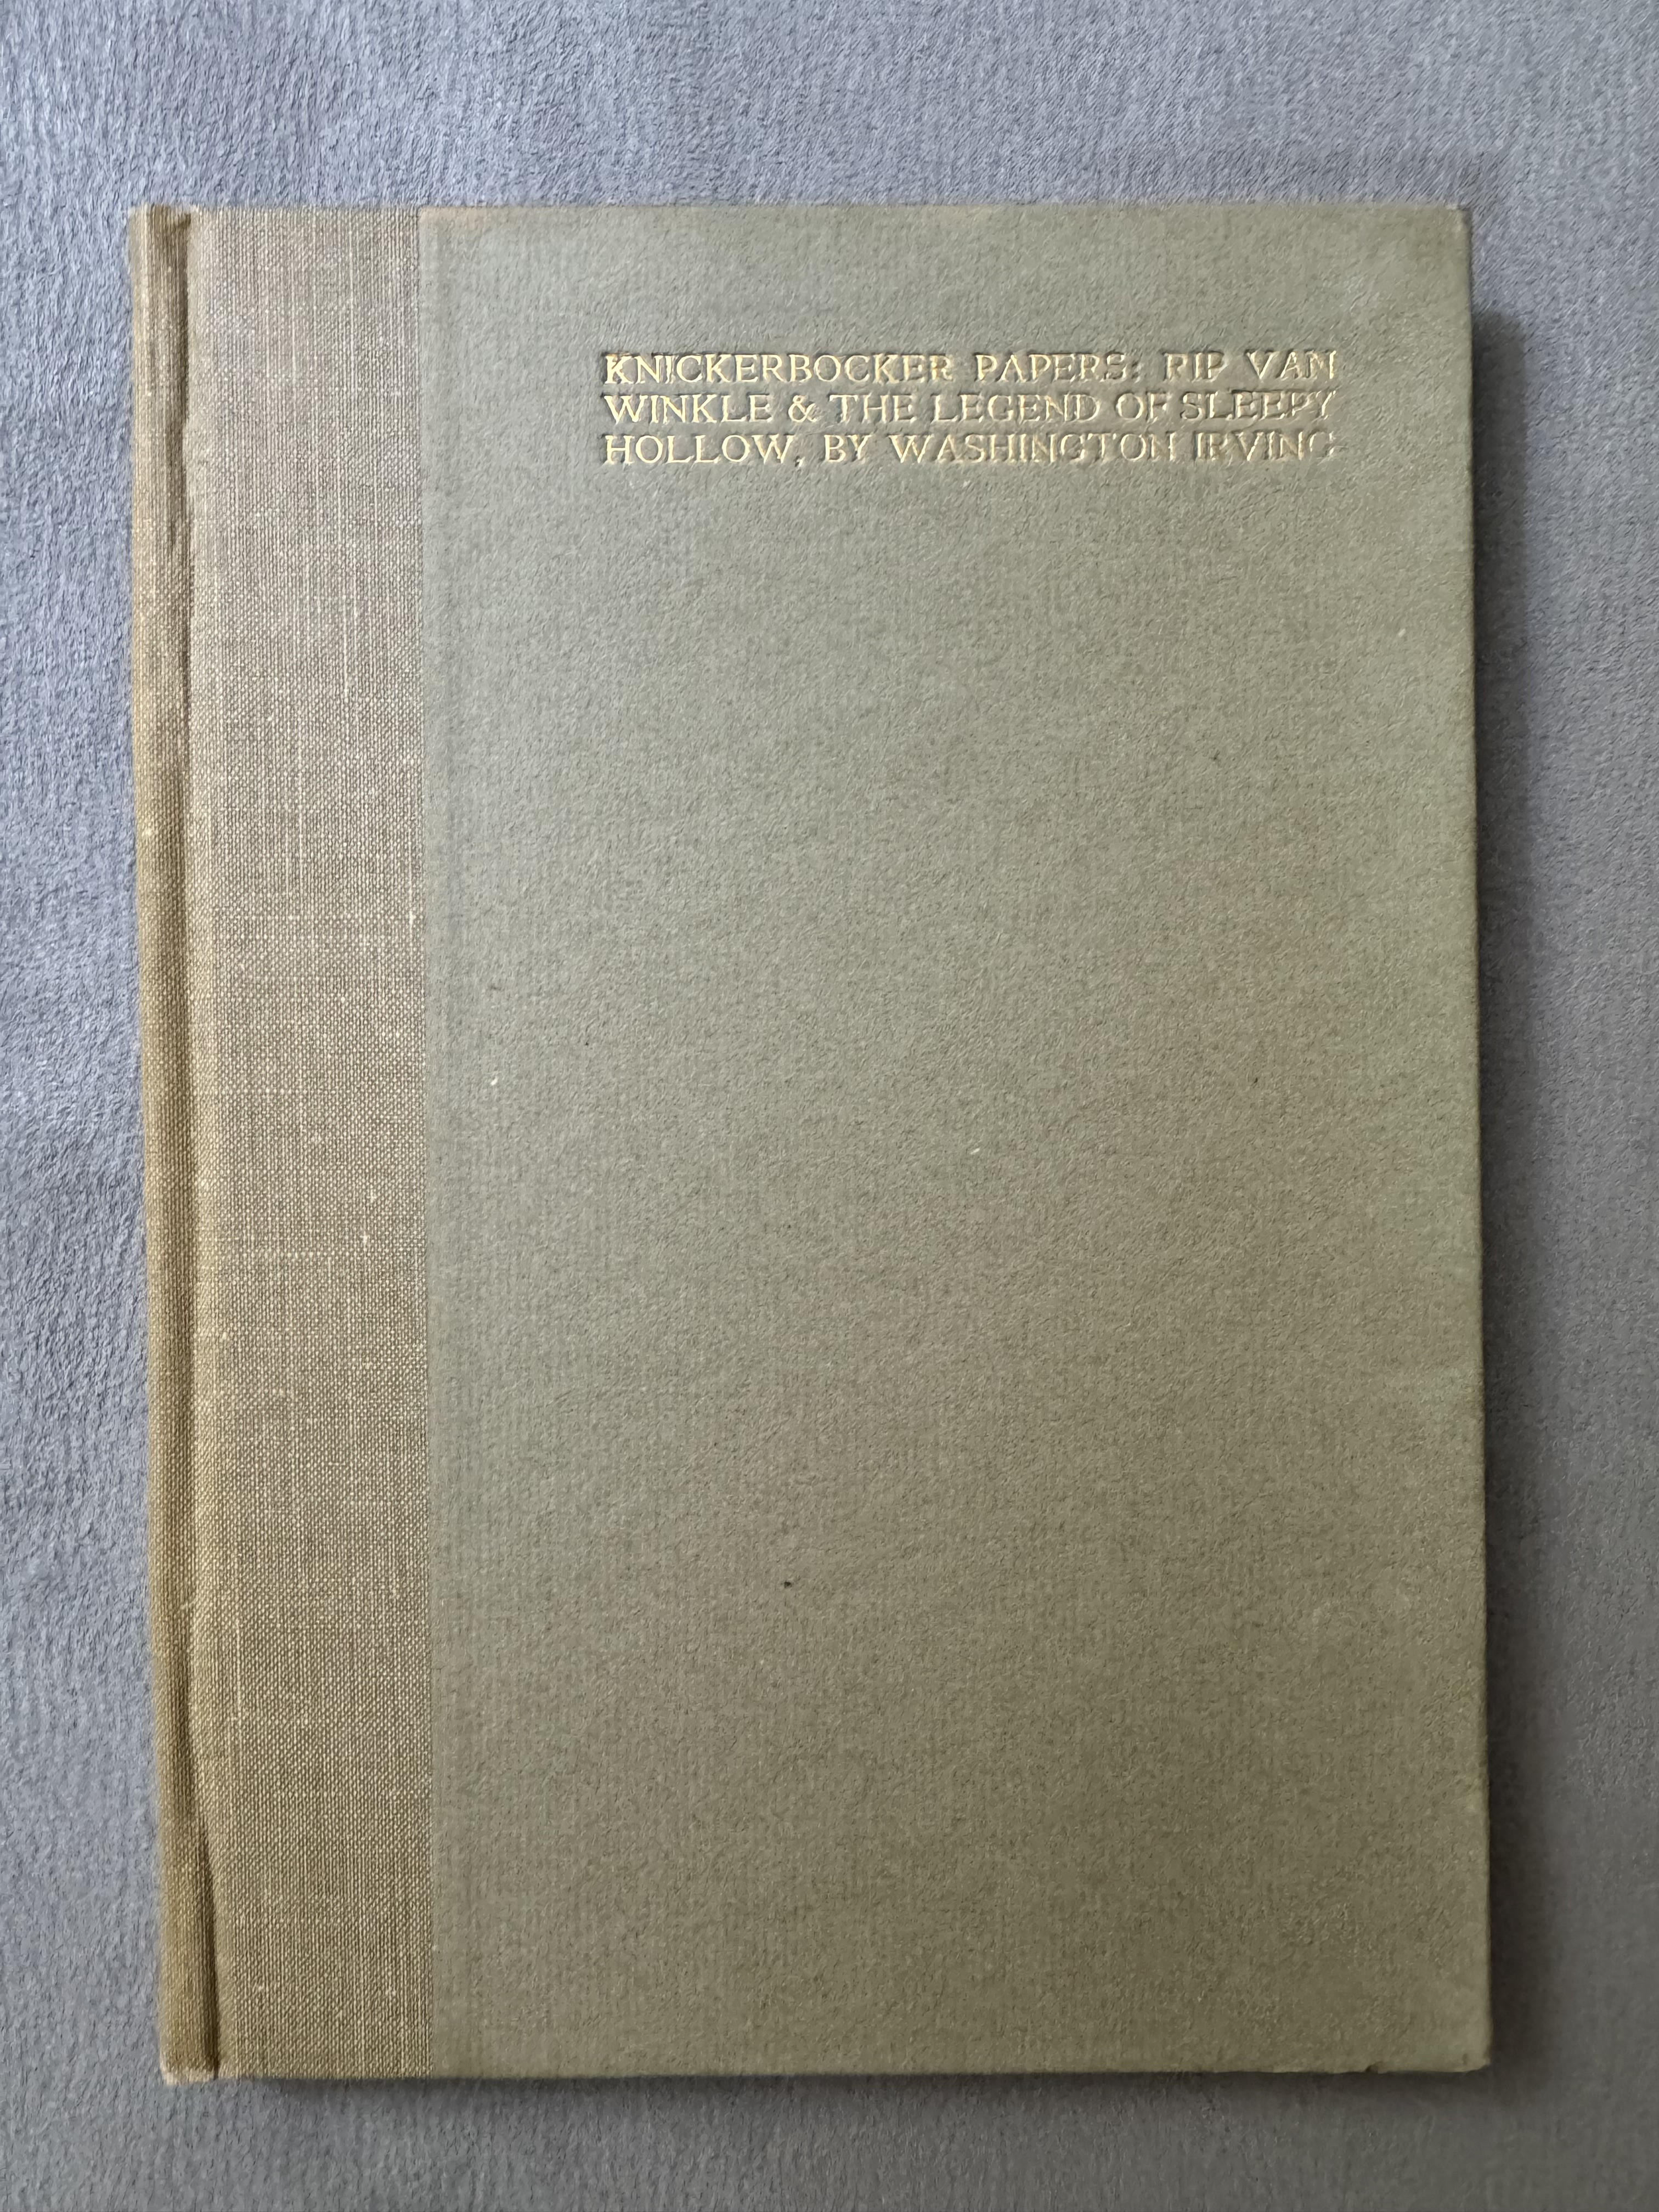 KNICKERBOCKER PAPERS: RIP VAN
WINKLE & THE LEGEND OF SLEEPY
HOLLOW, BY WASHINGTON IRVING